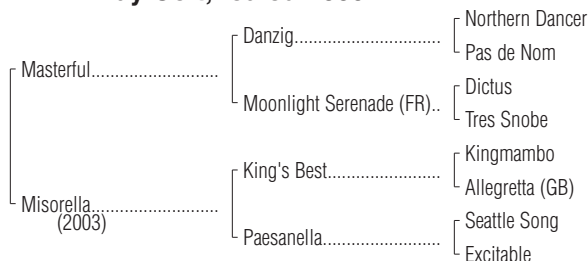 Northern Dancer
Danzig
Pas de Nom
Masterful
Dictus
Moonlight Serenade (FR)
Tres Snobe
Kingmambo
King's Best
Allegretta (GB)
Misorella
(2003)
Seattle Song
Paesanella
Excitable